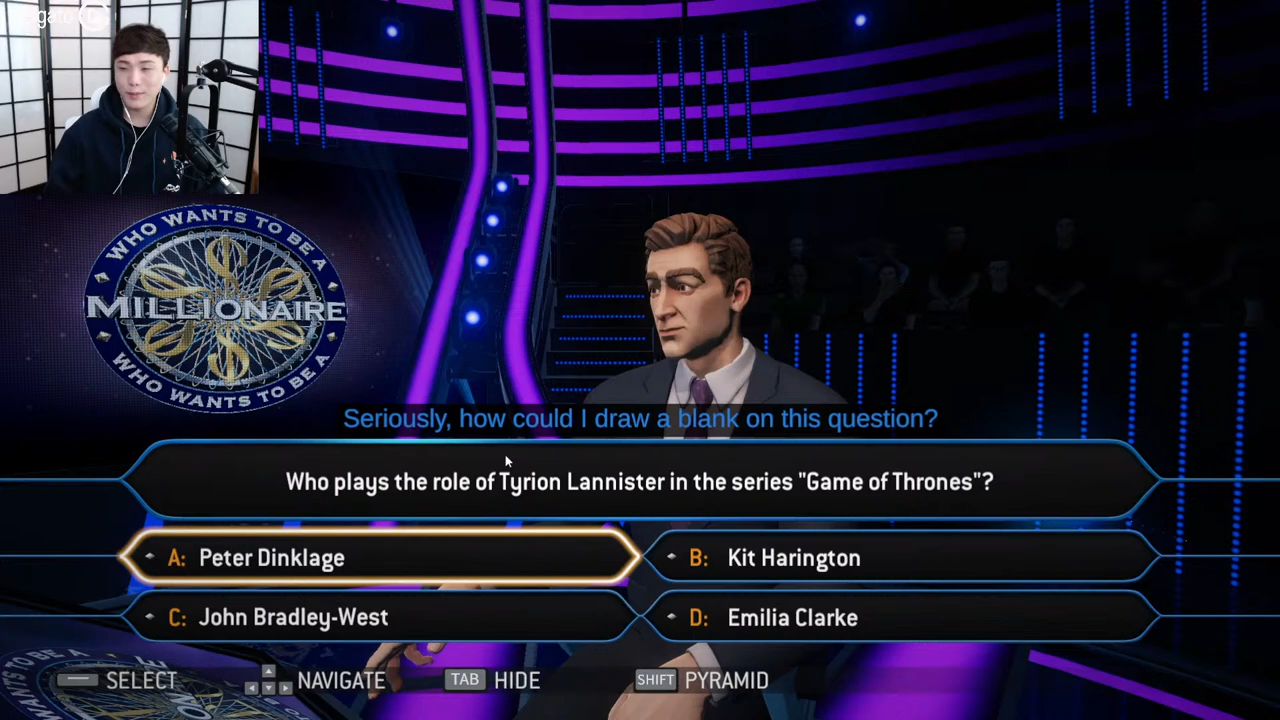 WHO WANTS TO BE A
MILLIONAIRE
WHO WANTS TO BE A
Seriously, how could I draw a blank on this question?
Who plays the role of Tyrion Lannister in the series "Game of Thrones"?
A: Peter Dinklage
B: Kit Harington
C: John Bradley-West
D: Emilia Clarke
SELECT
NAVIGATE
TAB HIDE
SHIFT PYRAMID